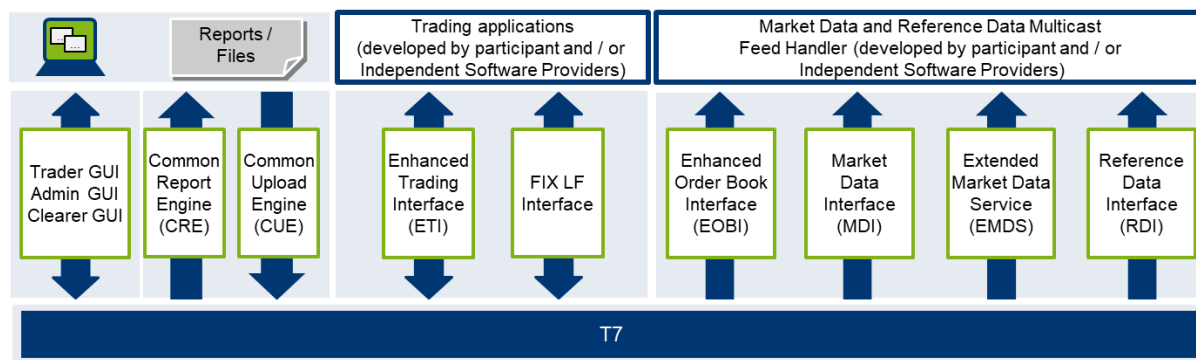 ... ...
Reports /
Files
Trading applications
(developed by participant and / or
Independent Software Providers)
Market Data and Reference Data Multicast
Feed Handler (developed by participant and / or
Independent Software Providers)
Trader GUI
Admin GUI
Clearer GUI
Common
Report
Engine
(CRE)
Common
Upload
Engine
(CUE)
Enhanced
Trading
Interface
(ETI)
FIX LF
Interface
Enhanced
Order Book
Interface
(EOBI)
Market
Data
Interface
(MDI)
Extended
Market Data
Service
(EMDS)
Reference
Data
Interface
(RDI)
T7